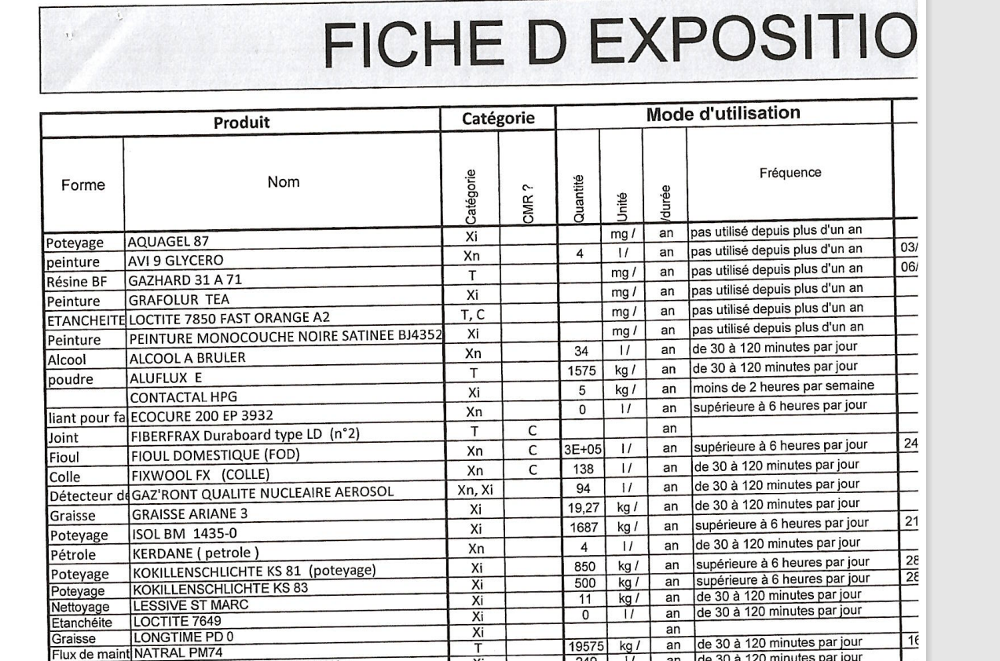 FICHE D EXPOSITIO
Produit Catégorie Mode d'utilisation
Forme Nom Catégorie CMR ? Quantité Unité /durée Fréquence
Poteyage AQUAGEL 87 Xi mg / an pas utilisé depuis plus d'un an
peinture AVI 9 GLYCERO Xn 4 l / an pas utilisé depuis plus d'un an 03/
Résine BF GAZHARD 31 A 71 T mg / an pas utilisé depuis plus d'un an 06/
Peinture GRAFOLUR TEA Xi mg / an pas utilisé depuis plus d'un an
ETANCHEITE LOCTITE 7850 FAST ORANGE A2 T, C mg / an pas utilisé depuis plus d'un an
Peinture PEINTURE MONOCOUCHE NOIRE SATINEE BJ4352 Xi mg / an pas utilisé depuis plus d'un an
Alcool ALCOOL A BRULER Xn 34 l / an de 30 à 120 minutes par jour
poudre ALUFLUX E T 1575 kg / an de 30 à 120 minutes par jour
CONTACTAL HPG Xi 5 kg / an moins de 2 heures par semaine
liant pour fa ECOCURE 200 EP 3932 Xn 0 l / an supérieure à 6 heures par jour
Joint FIBERFRAX Duraboard type LD (n°2) T C an
Fioul FIOUL DOMESTIQUE (FOD) Xn C 3E+05 l / an supérieure à 6 heures par jour 24
Colle FIXWOOL FX (COLLE) Xn C 138 l / an de 30 à 120 minutes par jour
Détecteur de GAZ'RONT QUALITE NUCLEAIRE AEROSOL Xn, Xi 94 l / an de 30 à 120 minutes par jour
Graisse GRAISSE ARIANE 3 Xi 19,27 kg / an de 30 à 120 minutes par jour
Poteyage ISOL BM 1435-0 Xi 1687 kg / an supérieure à 6 heures par jour 21
Pétrole KERDANE ( petrole ) Xn 4 l / an de 30 à 120 minutes par jour
Poteyage KOKILLENSCHLICHTE KS 81 (poteyage) Xi 850 kg / an supérieure à 6 heures par jour 28
Poteyage KOKILLENSCHLICHTE KS 83 Xi 500 kg / an supérieure à 6 heures par jour 28
Nettoyage LESSIVE ST MARC Xi 11 kg / an de 30 à 120 minutes par jour
Etanchéite LOCTITE 7649 Xi 0 l / an de 30 à 120 minutes par jour
Graisse LONGTIME PD 0 Xi an
Flux de maint NATRAL PM74 T 19575 kg / an de 30 à 120 minutes par jour 16